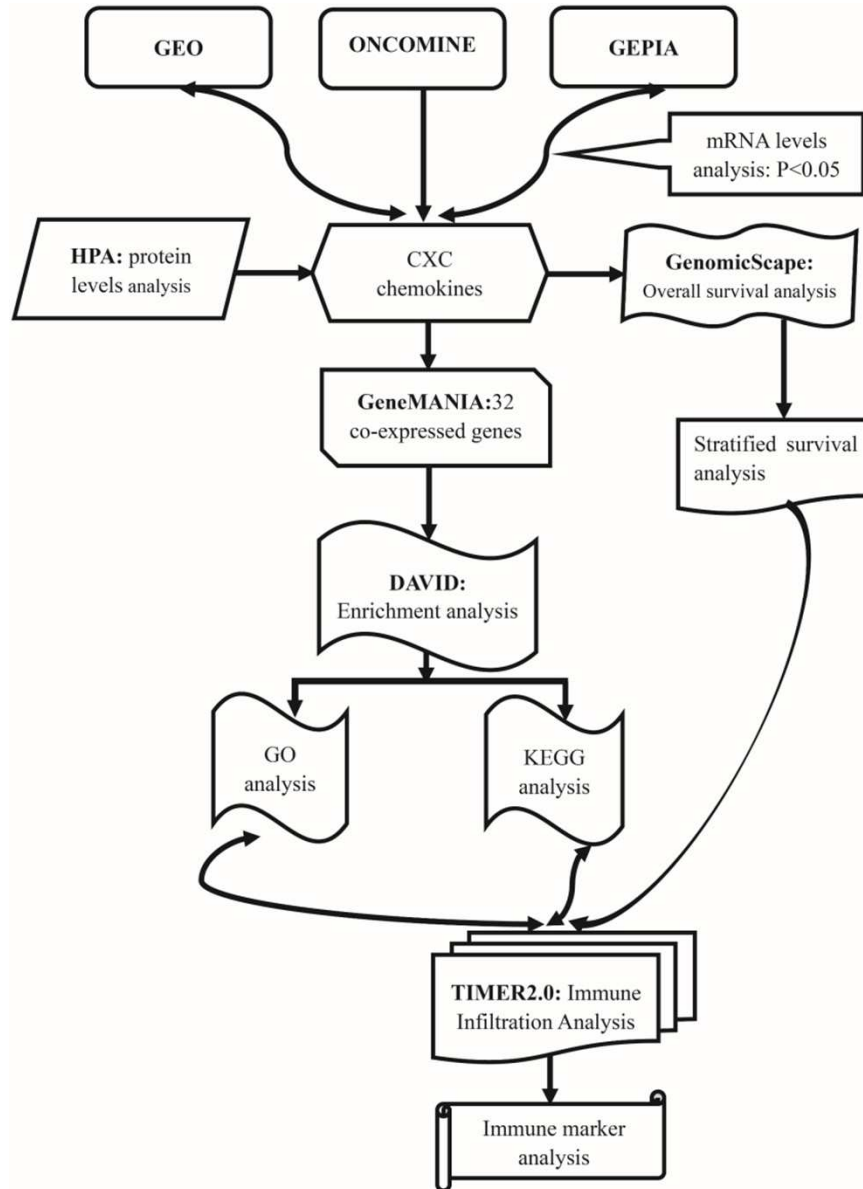 GEO
ONCOMINE
GEPIA
mRNA levels
analysis: P<0.05
HPA: protein
levels analysis
CXC
chemokines
GenomicScape:
Overall survival analysis
GeneMANIA:32
co-expressed genes
Stratified survival
analysis
DAVID:
Enrichment analysis
GO
analysis
KEGG
analysis
TIMER2.0: Immune
Infiltration Analysis
Immune marker
analysis